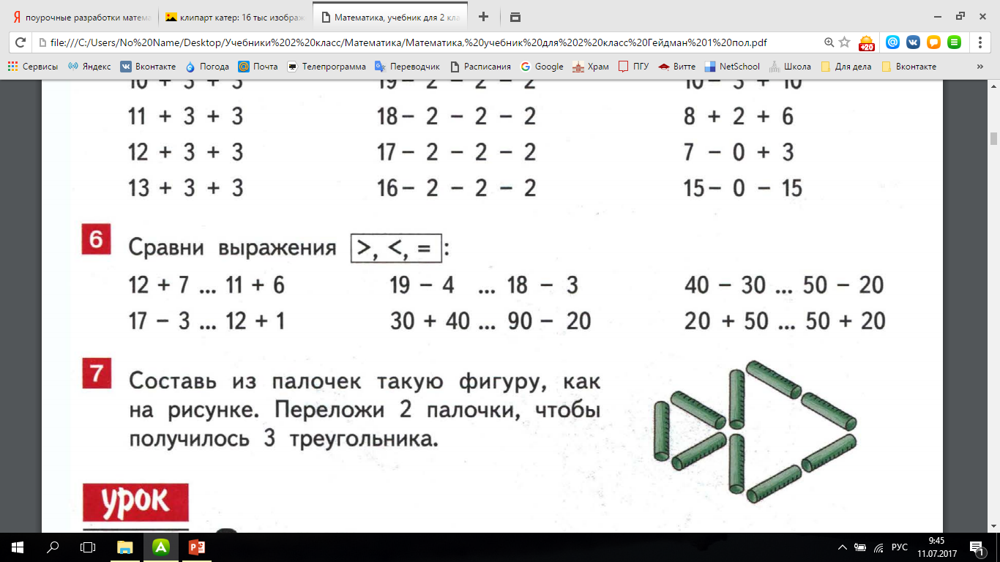 поурочные разработки матема
клипарт катер: 16 тыс изображ
Математика, учебник для 2 кла
file:///C:/Users/No%20Name/Desktop/Учебники%202%20класс/Математика/Математика,%20учебник%20для%202%20класс%20Гейдман%201%20пол.pdf
+20
Сервисы Яндекс Вконтакте Погода Почта Телепрограмма Переводчик Расписания Google Храм ПГУ Витте NetSchool Школа Для дела Вконтакте »
10 + 3 + 3 19 – 2 – 2 – 2 10 – 3 + 10
11 + 3 + 3 18 – 2 – 2 – 2 8 + 2 + 6
12 + 3 + 3 17 – 2 – 2 – 2 7 – 0 + 3
13 + 3 + 3 16 – 2 – 2 – 2 15 – 0 – 15
6 Сравни выражения >, <, = :
12 + 7 ... 11 + 6 19 – 4 ... 18 – 3 40 – 30 ... 50 – 20
17 – 3 ... 12 + 1 30 + 40 ... 90 – 20 20 + 50 ... 50 + 20
7 Составь из палочек такую фигуру, как
на рисунке. Переложи 2 палочки, чтобы
получилось 3 треугольника.
урок
РУС
9:45
11.07.2017
1